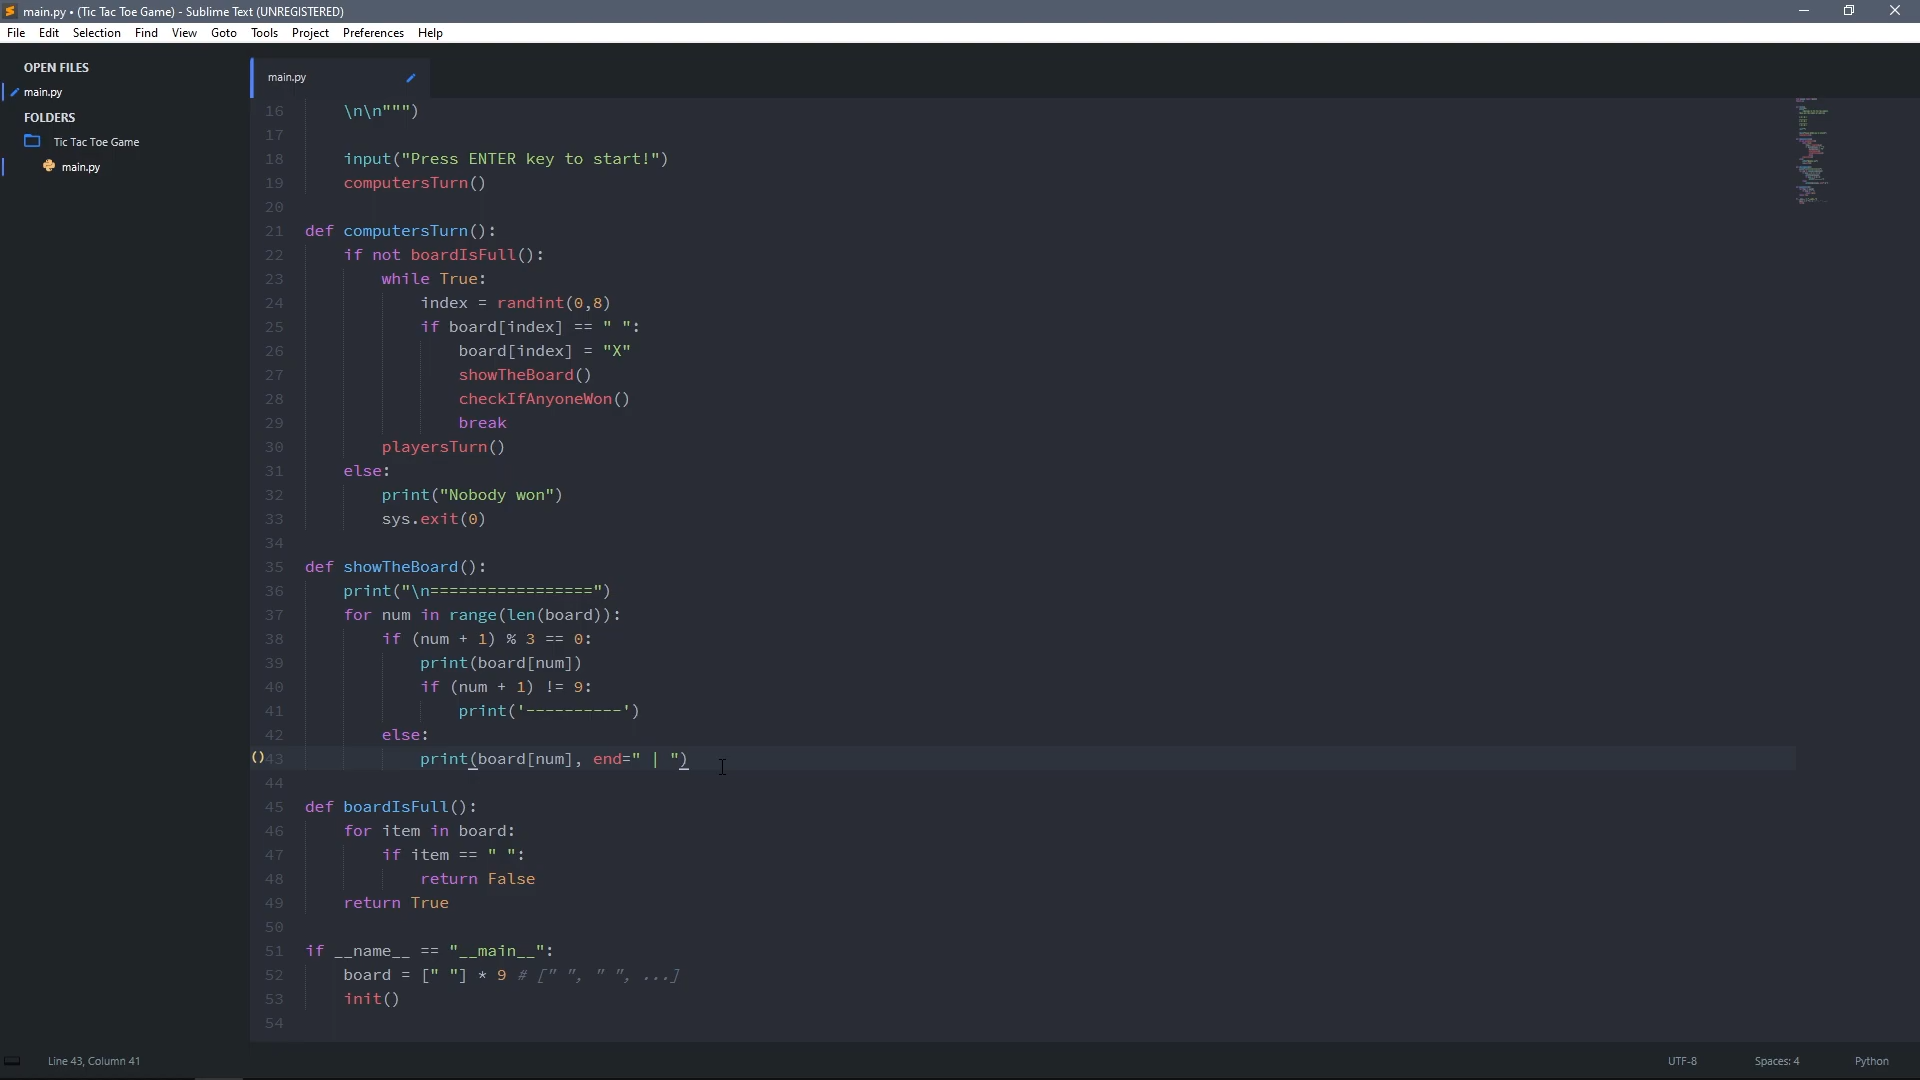 main.py • (Tic Tac Toe Game) - Sublime Text (UNREGISTERED)
File Edit Selection Find View Goto Tools Project Preferences Help
OPEN FILES
main.py
FOLDERS
Tic Tac Toe Game
main.py
main.py
16     \n\n""")
17
18     input("Press ENTER key to start!")
19     computersTurn()
20
21 def computersTurn():
22     if not boardIsFull():
23         while True:
24             index = randint(0,8)
25             if board[index] == " ":
26                 board[index] = "X"
27                 showTheBoard()
28                 checkIfAnyoneWon()
29                 break
30         playersTurn()
31     else:
32         print("Nobody won")
33         sys.exit(0)
34
35 def showTheBoard():
36     print("\n=================")
37     for num in range(len(board)):
38         if (num + 1) % 3 == 0:
39             print(board[num])
40             if (num + 1) != 9:
41                 print('----------')
42         else:
()43             print(board[num], end=" | ")
44
45 def boardIsFull():
46     for item in board:
47         if item == " ":
48             return False
49     return True
50
51 if __name__ == "__main__":
52     board = [" "] * 9 # [" ", " ", ...]
53     init()
54
Line 43, Column 41
UTF-8
Spaces: 4
Python